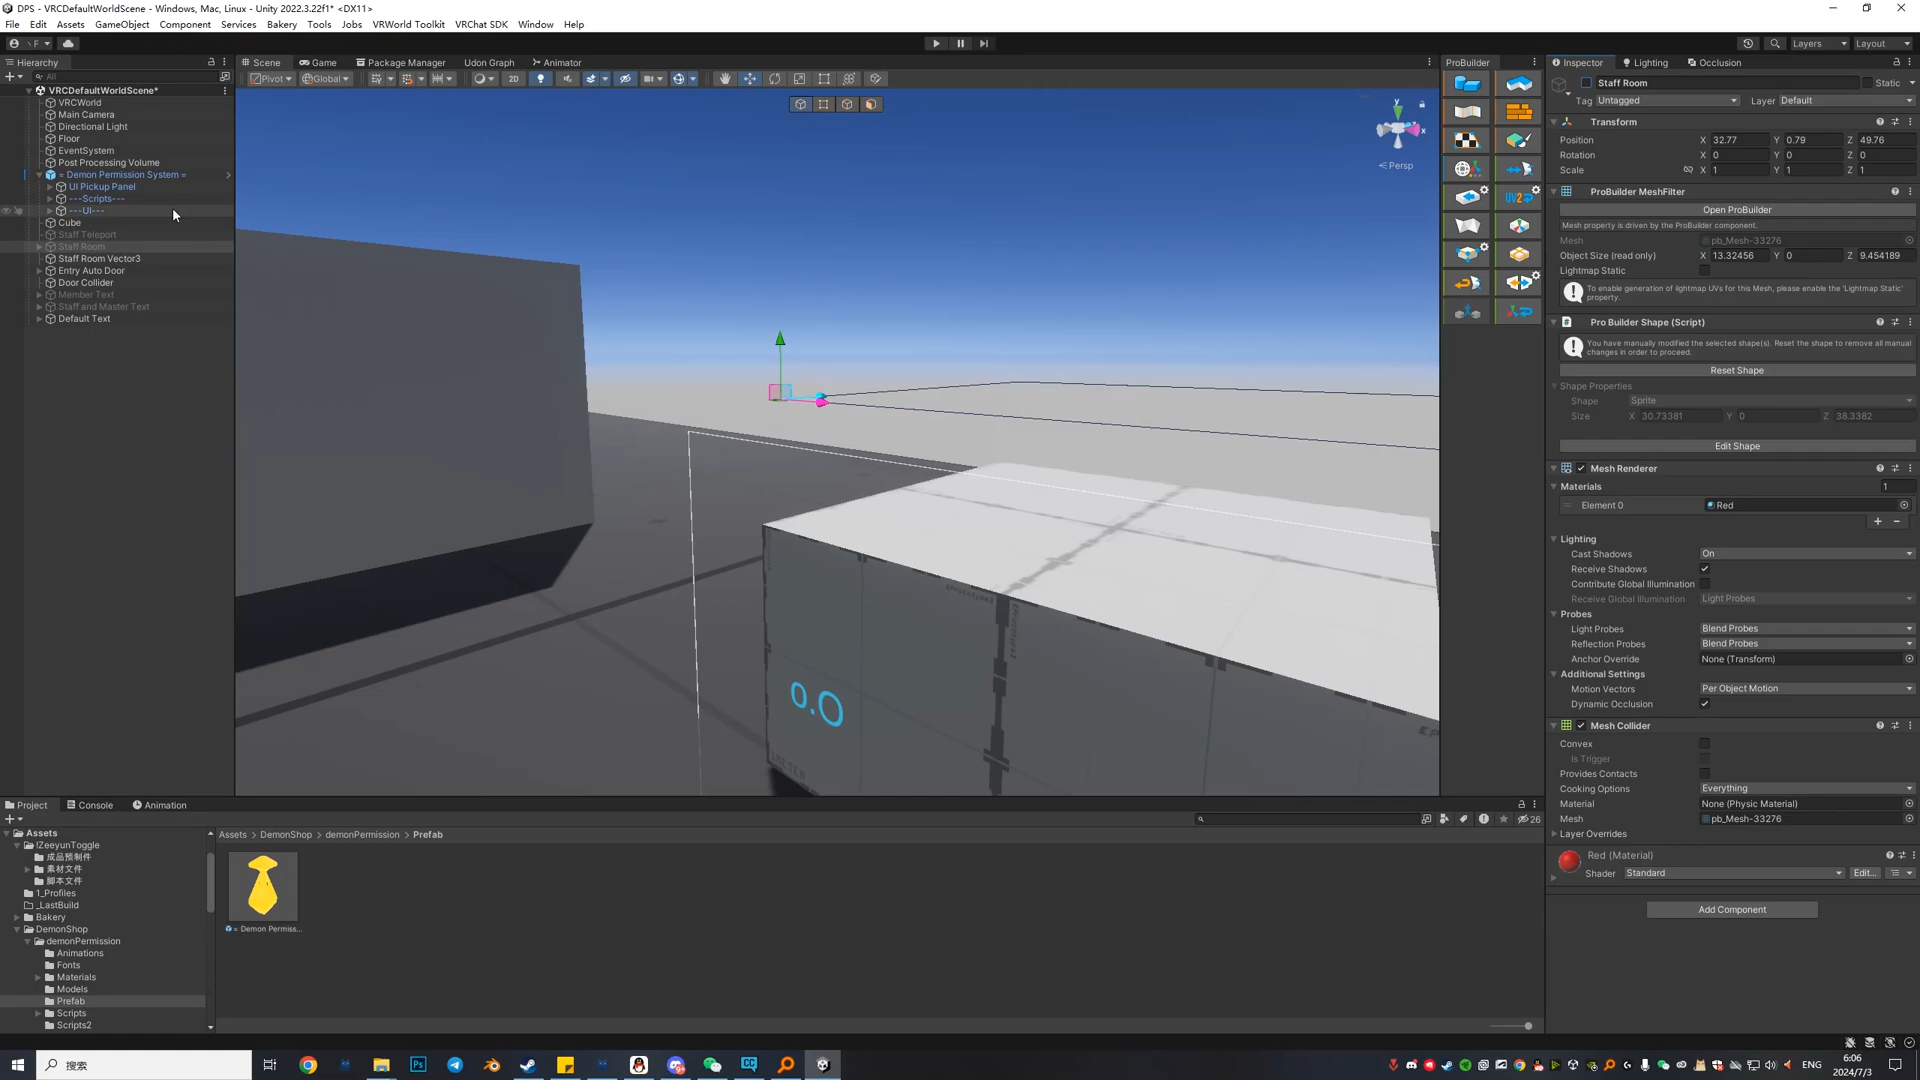 DPS - VRCDefaultWorldScene - Windows, Mac, Linux - Unity 2022.3.22f1* <DX11>
File Edit Assets GameObject Component Services Bakery Tools Jobs VRWorld Toolkit VRChat SDK Window Help
Layers Layout
Hierarchy
All
VRCDefaultWorldScene*
VRCWorld
Main Camera
Directional Light
Floor
EventSystem
Post Processing Volume
= Demon Permission System =
UI Pickup Panel
---Scripts---
---UI---
Cube
Staff Teleport
Staff Room
Staff Room Vector3
Entry Auto Door
Door Collider
Member Text
Staff and Master Text
Default Text
Scene Game Package Manager Udon Graph Animator
Pivot Global 2D
y
x
Persp
o.O
ProBuilder
UV2
Inspector Lighting Occlusion
Staff Room Static
Tag Untagged Layer Default
Transform
Position X 32.77 Y 0.79 Z 49.76
Rotation X 0 Y 0 Z 0
Scale X 1 Y 1 Z 1
ProBuilder MeshFilter
Open ProBuilder
Mesh property is driven by the ProBuilder component.
Mesh pb_Mesh-33276
Object Size (read only) X 13.32456 Y 0 Z 9.454189
Lightmap Static
To enable generation of lightmap UVs for this Mesh, please enable the 'Lightmap Static' property.
Pro Builder Shape (Script)
You have manually modified the selected shape(s). Reset the shape to remove all manual changes in order to proceed.
Reset Shape
Shape Properties
Shape Sprite
Size X 30.73381 Y 0 Z 38.3382
Edit Shape
Mesh Renderer
Materials 1
Element 0 Red
Lighting
Cast Shadows On
Receive Shadows
Contribute Global Illumination
Receive Global Illumination Light Probes
Probes
Light Probes Blend Probes
Reflection Probes Blend Probes
Anchor Override None (Transform)
Additional Settings
Motion Vectors Per Object Motion
Dynamic Occlusion
Mesh Collider
Convex
Is Trigger
Provides Contacts
Cooking Options Everything
Material None (Physic Material)
Mesh pb_Mesh-33276
Layer Overrides
Red (Material)
Shader Standard Edit...
Add Component
Project Console Animation
26
Assets
!ZeeyunToggle
成品预制件
素材文件
脚本文件
1_Profiles
_LastBuild
Bakery
DemonShop
demonPermission
Animations
Fonts
Materials
Models
Prefab
Scripts
Scripts2
Assets DemonShop demonPermission Prefab
= Demon Permiss...
搜索
ENG
6:06
2024/7/3